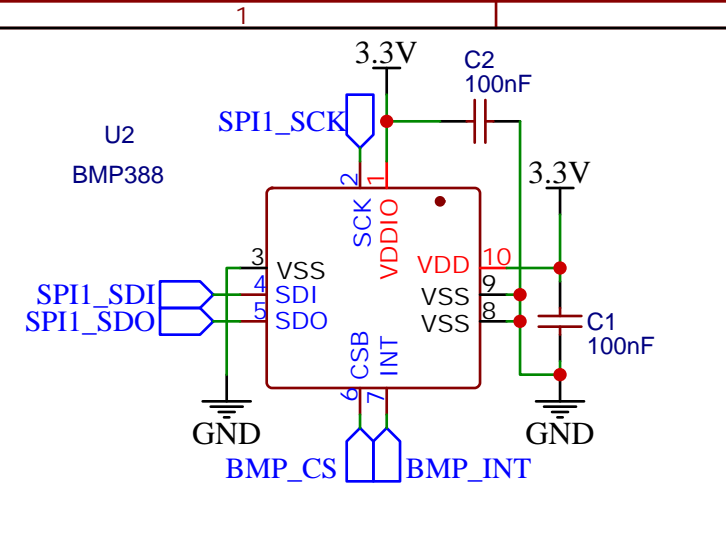 1
3.3V
C2
100nF
SPI1_SCK
U2
BMP388
3.3V
2
1
SCK
VDDIO
3
VSS
VDD
10
SPI1_SDI
4
SDI
VSS
9
SPI1_SDO
5
SDO
VSS
8
C1
100nF
CSB
INT
6
7
GND
GND
BMP_CS
BMP_INT